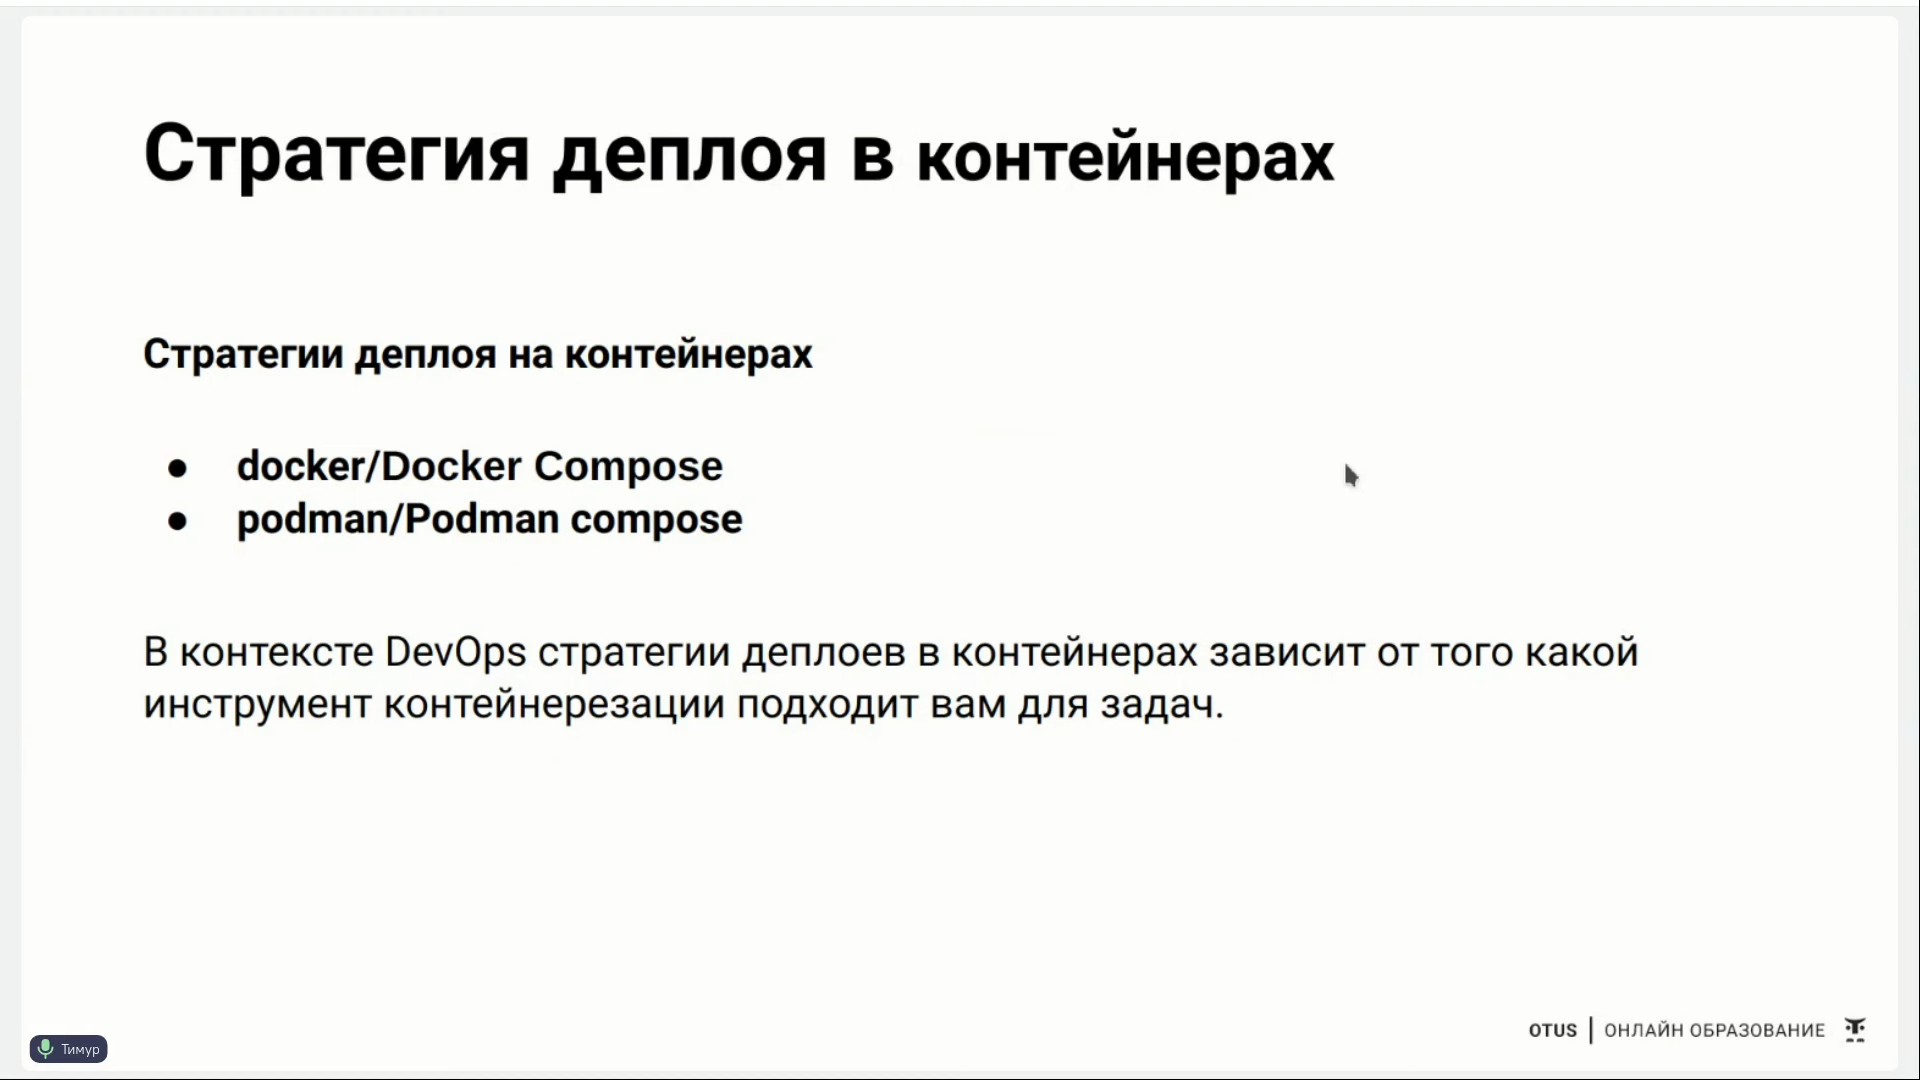 Стратегия деплоя в контейнерах
Стратегии деплоя на контейнерах
● docker/Docker Compose
● podman/Podman compose
В контексте DevOps стратегии деплоев в контейнерах зависит от того какой
инструмент контейнерезации подходит вам для задач.
OTUS | ОНЛАЙН ОБРАЗОВАНИЕ
Тимур